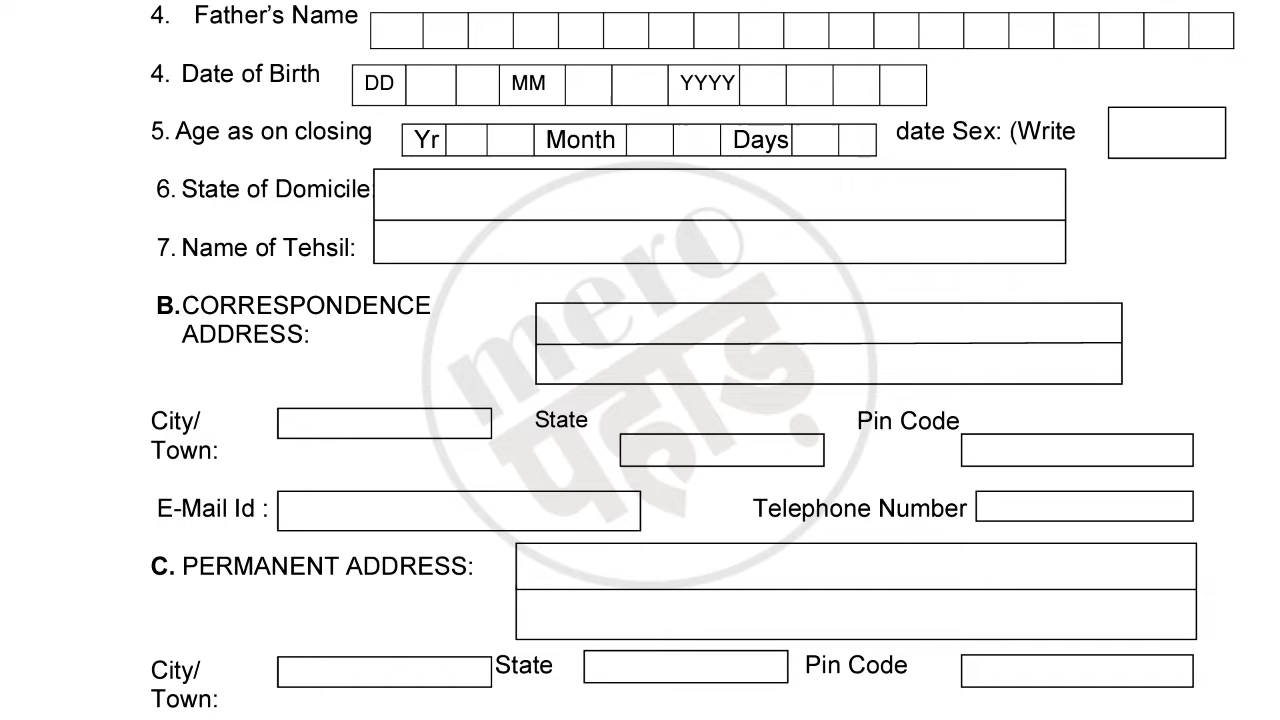 4. Father’s Name
4. Date of Birth DD MM YYYY
5. Age as on closing Yr Month Days date Sex: (Write
6. State of Domicile
7. Name of Tehsil:
B. CORRESPONDENCE
ADDRESS:
mero
पहाड़
City/ State Pin Code
Town:
E-Mail Id : Telephone Number
C. PERMANENT ADDRESS:
City/ State Pin Code
Town: